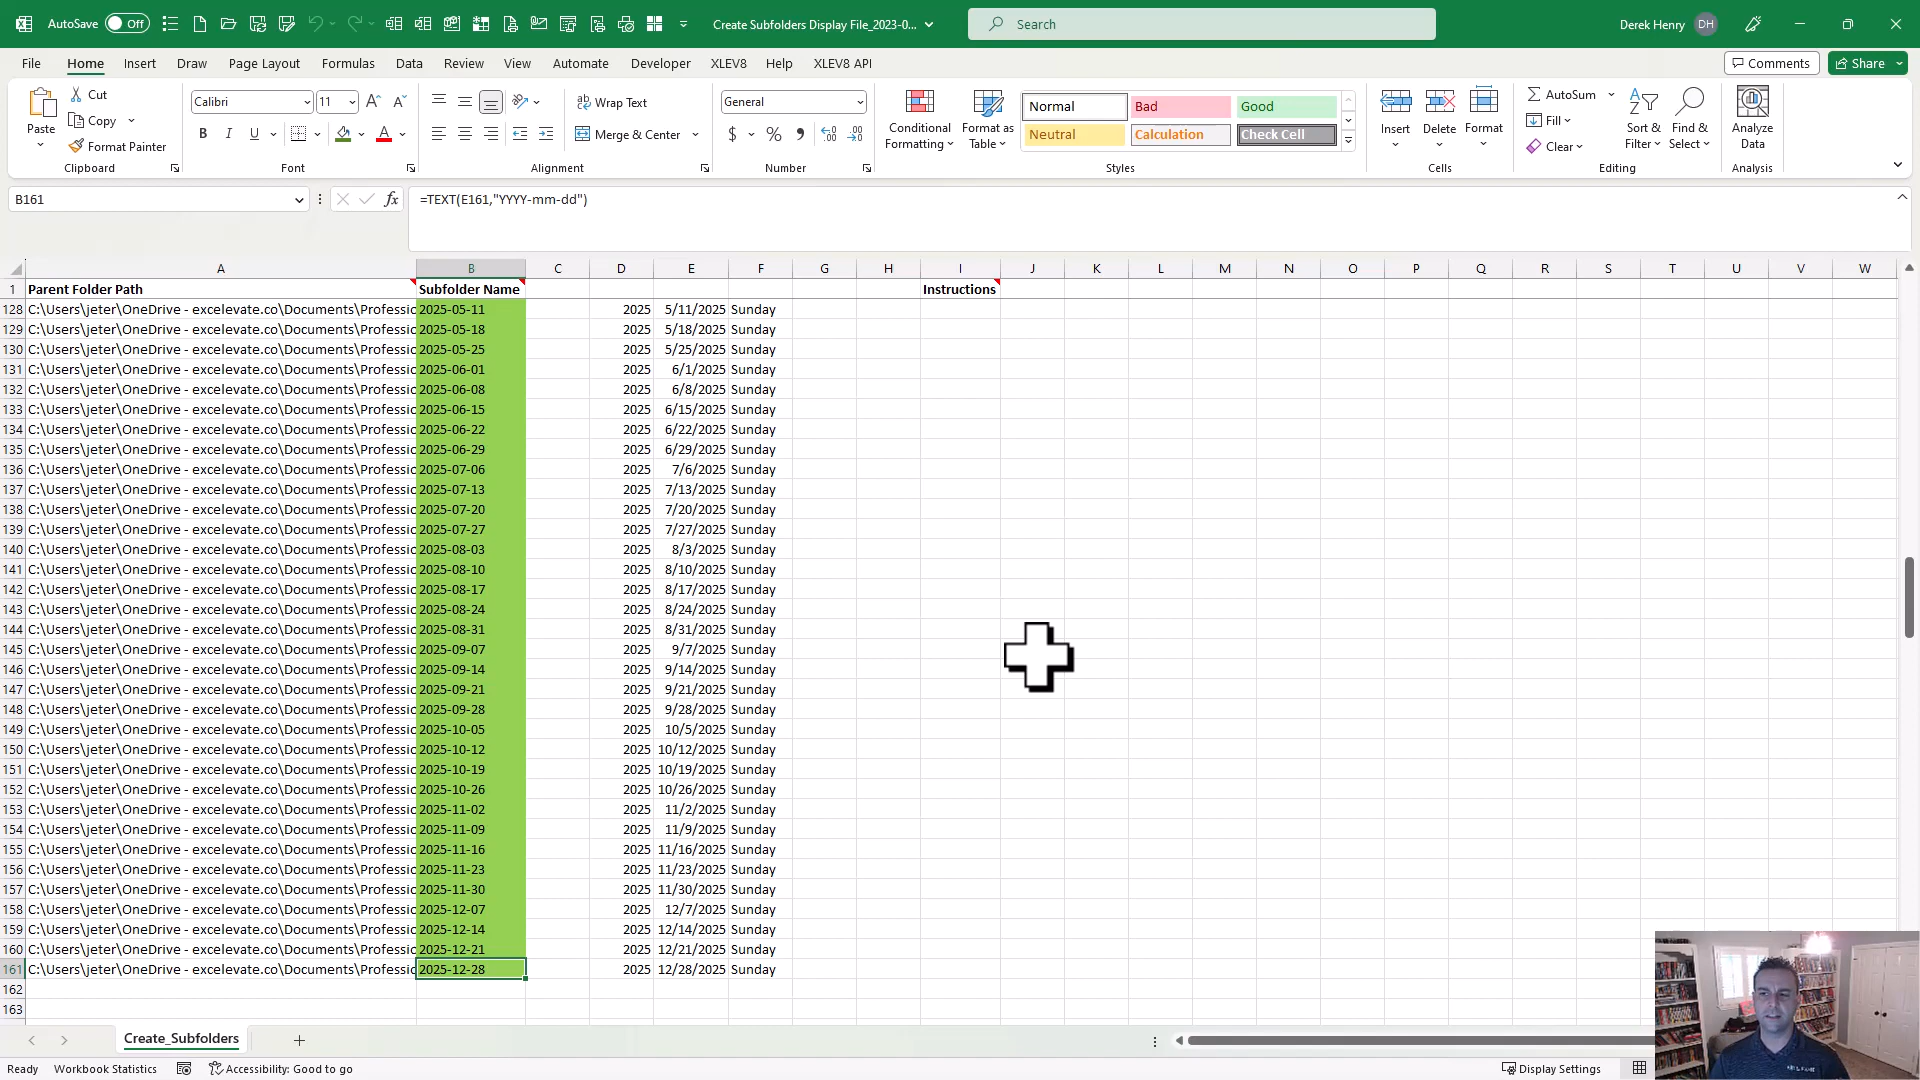 AutoSave Off Create Subfolders Display File_2023-0... Search Derek Henry DH
File Home Insert Draw Page Layout Formulas Data Review View Automate Developer XLEV8 Help XLEV8 API Comments Share
Paste Cut Copy Format Painter Clipboard
Calibri 11 B I U A Font
Wrap Text Merge & Center Alignment
General $ % Number
Conditional Formatting Format as Table
Normal Bad Good
Neutral Calculation Check Cell
Styles
Insert Delete Format Cells
AutoSum Fill Clear Sort & Filter Find & Select Editing
Analyze Data Analysis
B161 fx =TEXT(E161,"YYYY-mm-dd")
A B C D E F G H I J K L M N O P Q R S T U V W
1 Parent Folder Path Subfolder Name Instructions
128 C:\Users\jeter\OneDrive - excelevate.co\Documents\Professic 2025-05-11 2025 5/11/2025 Sunday
129 C:\Users\jeter\OneDrive - excelevate.co\Documents\Professic 2025-05-18 2025 5/18/2025 Sunday
130 C:\Users\jeter\OneDrive - excelevate.co\Documents\Professic 2025-05-25 2025 5/25/2025 Sunday
131 C:\Users\jeter\OneDrive - excelevate.co\Documents\Professic 2025-06-01 2025 6/1/2025 Sunday
132 C:\Users\jeter\OneDrive - excelevate.co\Documents\Professic 2025-06-08 2025 6/8/2025 Sunday
133 C:\Users\jeter\OneDrive - excelevate.co\Documents\Professic 2025-06-15 2025 6/15/2025 Sunday
134 C:\Users\jeter\OneDrive - excelevate.co\Documents\Professic 2025-06-22 2025 6/22/2025 Sunday
135 C:\Users\jeter\OneDrive - excelevate.co\Documents\Professic 2025-06-29 2025 6/29/2025 Sunday
136 C:\Users\jeter\OneDrive - excelevate.co\Documents\Professic 2025-07-06 2025 7/6/2025 Sunday
137 C:\Users\jeter\OneDrive - excelevate.co\Documents\Professic 2025-07-13 2025 7/13/2025 Sunday
138 C:\Users\jeter\OneDrive - excelevate.co\Documents\Professic 2025-07-20 2025 7/20/2025 Sunday
139 C:\Users\jeter\OneDrive - excelevate.co\Documents\Professic 2025-07-27 2025 7/27/2025 Sunday
140 C:\Users\jeter\OneDrive - excelevate.co\Documents\Professic 2025-08-03 2025 8/3/2025 Sunday
141 C:\Users\jeter\OneDrive - excelevate.co\Documents\Professic 2025-08-10 2025 8/10/2025 Sunday
142 C:\Users\jeter\OneDrive - excelevate.co\Documents\Professic 2025-08-17 2025 8/17/2025 Sunday
143 C:\Users\jeter\OneDrive - excelevate.co\Documents\Professic 2025-08-24 2025 8/24/2025 Sunday
144 C:\Users\jeter\OneDrive - excelevate.co\Documents\Professic 2025-08-31 2025 8/31/2025 Sunday
145 C:\Users\jeter\OneDrive - excelevate.co\Documents\Professic 2025-09-07 2025 9/7/2025 Sunday
146 C:\Users\jeter\OneDrive - excelevate.co\Documents\Professic 2025-09-14 2025 9/14/2025 Sunday
147 C:\Users\jeter\OneDrive - excelevate.co\Documents\Professic 2025-09-21 2025 9/21/2025 Sunday
148 C:\Users\jeter\OneDrive - excelevate.co\Documents\Professic 2025-09-28 2025 9/28/2025 Sunday
149 C:\Users\jeter\OneDrive - excelevate.co\Documents\Professic 2025-10-05 2025 10/5/2025 Sunday
150 C:\Users\jeter\OneDrive - excelevate.co\Documents\Professic 2025-10-12 2025 10/12/2025 Sunday
151 C:\Users\jeter\OneDrive - excelevate.co\Documents\Professic 2025-10-19 2025 10/19/2025 Sunday
152 C:\Users\jeter\OneDrive - excelevate.co\Documents\Professic 2025-10-26 2025 10/26/2025 Sunday
153 C:\Users\jeter\OneDrive - excelevate.co\Documents\Professic 2025-11-02 2025 11/2/2025 Sunday
154 C:\Users\jeter\OneDrive - excelevate.co\Documents\Professic 2025-11-09 2025 11/9/2025 Sunday
155 C:\Users\jeter\OneDrive - excelevate.co\Documents\Professic 2025-11-16 2025 11/16/2025 Sunday
156 C:\Users\jeter\OneDrive - excelevate.co\Documents\Professic 2025-11-23 2025 11/23/2025 Sunday
157 C:\Users\jeter\OneDrive - excelevate.co\Documents\Professic 2025-11-30 2025 11/30/2025 Sunday
158 C:\Users\jeter\OneDrive - excelevate.co\Documents\Professic 2025-12-07 2025 12/7/2025 Sunday
159 C:\Users\jeter\OneDrive - excelevate.co\Documents\Professic 2025-12-14 2025 12/14/2025 Sunday
160 C:\Users\jeter\OneDrive - excelevate.co\Documents\Professic 2025-12-21 2025 12/21/2025 Sunday
161 C:\Users\jeter\OneDrive - excelevate.co\Documents\Professic 2025-12-28 2025 12/28/2025 Sunday
162
163
Create_Subfolders
Ready Workbook Statistics Accessibility: Good to go Display Settings